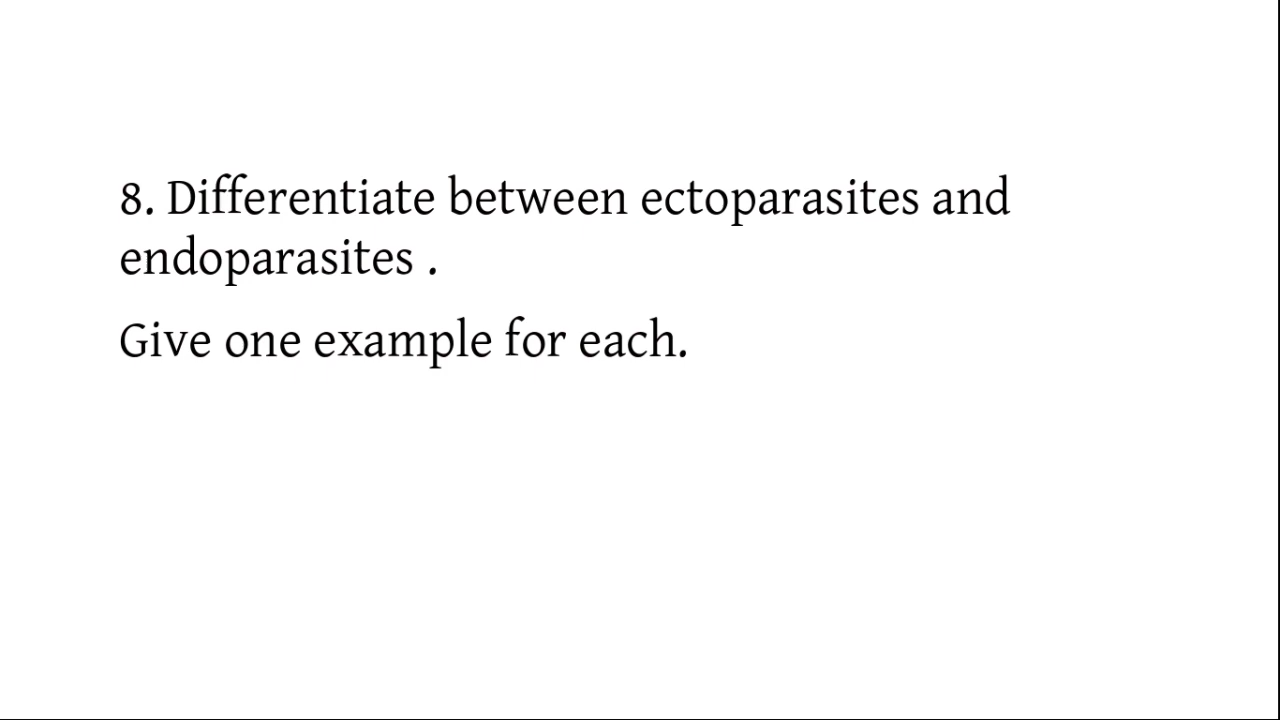 8. Differentiate between ectoparasites and
endoparasites .
Give one example for each.